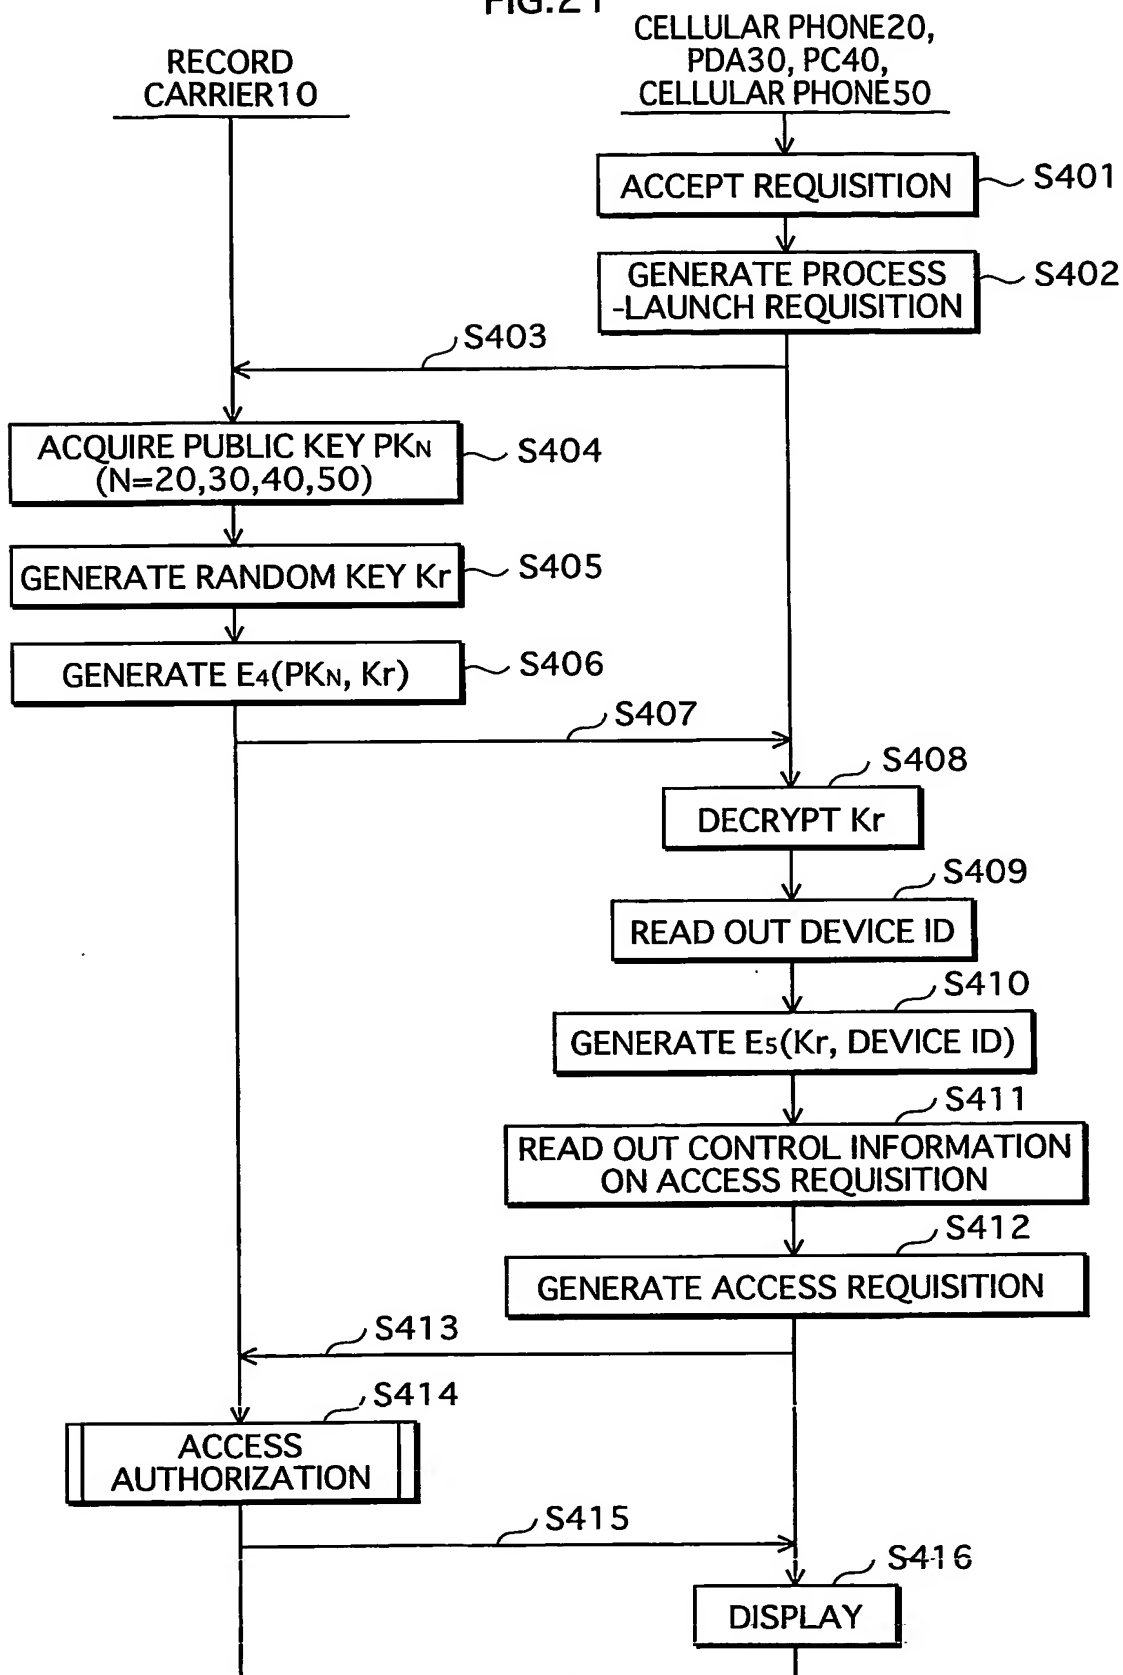 FIG.21
RECORD
CARRIER10
CELLULAR PHONE20,
PDA30, PC40,
CELLULAR PHONE50
ACCEPT REQUISITION
S401
GENERATE PROCESS
-LAUNCH REQUISITION
S402
S403
ACQUIRE PUBLIC KEY PKN
(N=20,30,40,50)
S404
GENERATE RANDOM KEY Kr
S405
GENERATE E4(PKN, Kr)
S406
S407
S408
DECRYPT Kr
S409
READ OUT DEVICE ID
S410
GENERATE E5(Kr, DEVICE ID)
S411
READ OUT CONTROL INFORMATION
ON ACCESS REQUISITION
S412
GENERATE ACCESS REQUISITION
S413
S414
ACCESS
AUTHORIZATION
S415
S416
DISPLAY